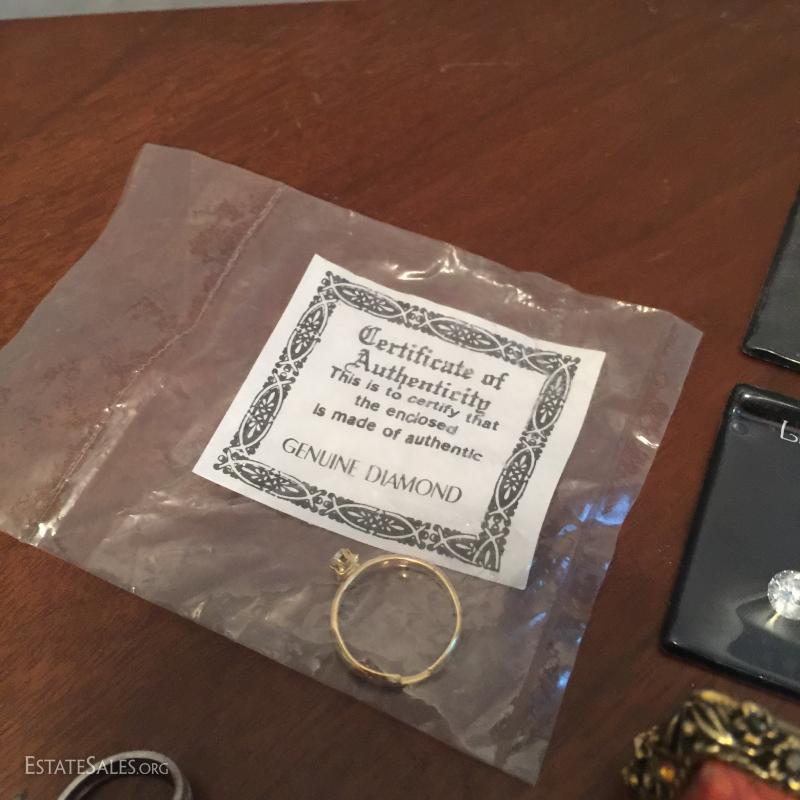 Certificate of
Authenticity
This is to certify that
the enclosed
is made of authentic
GENUINE DIAMOND
ESTATESALES.ORG